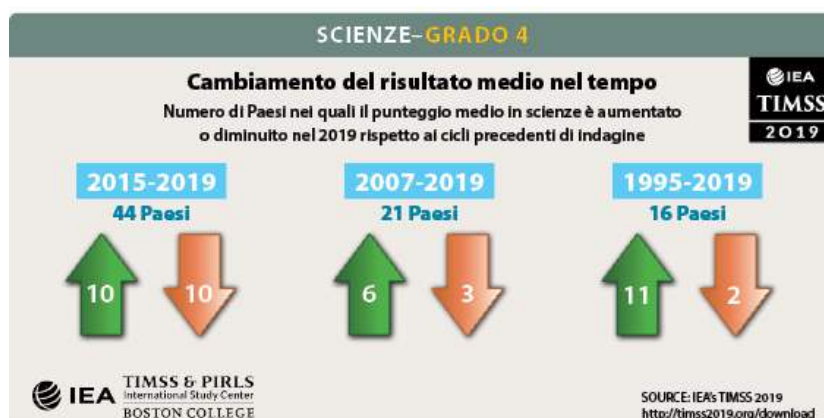 SCIENZE–GRADO 4
Cambiamento del risultato medio nel tempo
Numero di Paesi nei quali il punteggio medio in scienze è aumentato
o diminuito nel 2019 rispetto ai cicli precedenti di indagine
IEA
TIMSS
2019
2015-2019
44 Paesi
10
10
2007-2019
21 Paesi
6
3
1995-2019
16 Paesi
11
2
IEA
TIMSS & PIRLS
International Study Center
BOSTON COLLEGE
SOURCE: IEA's TIMSS 2019
http://timss2019.org/download